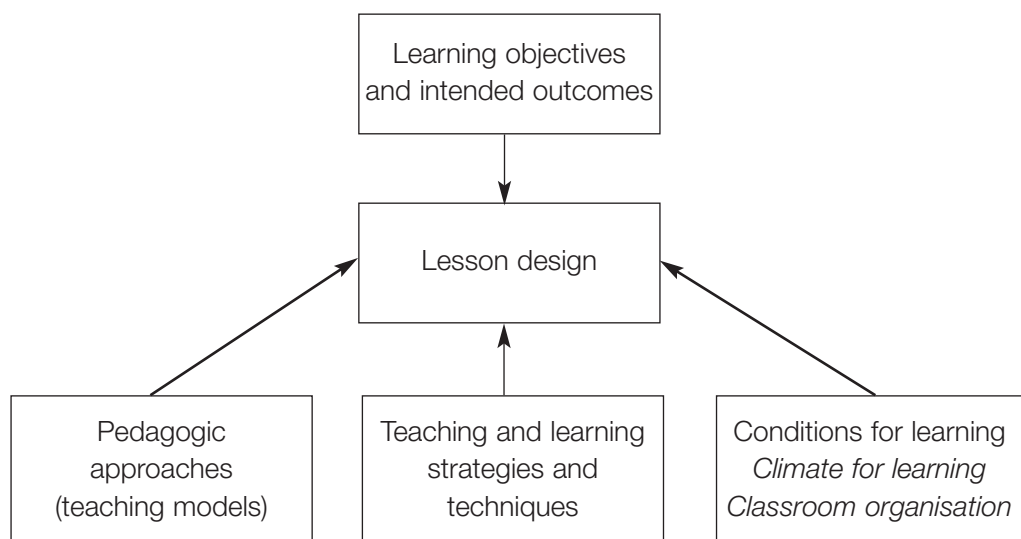 Learning objectives
and intended outcomes
Lesson design
Pedagogic
approaches
(teaching models)
Teaching and learning
strategies and
techniques
Conditions for learning
Climate for learning
Classroom organisation